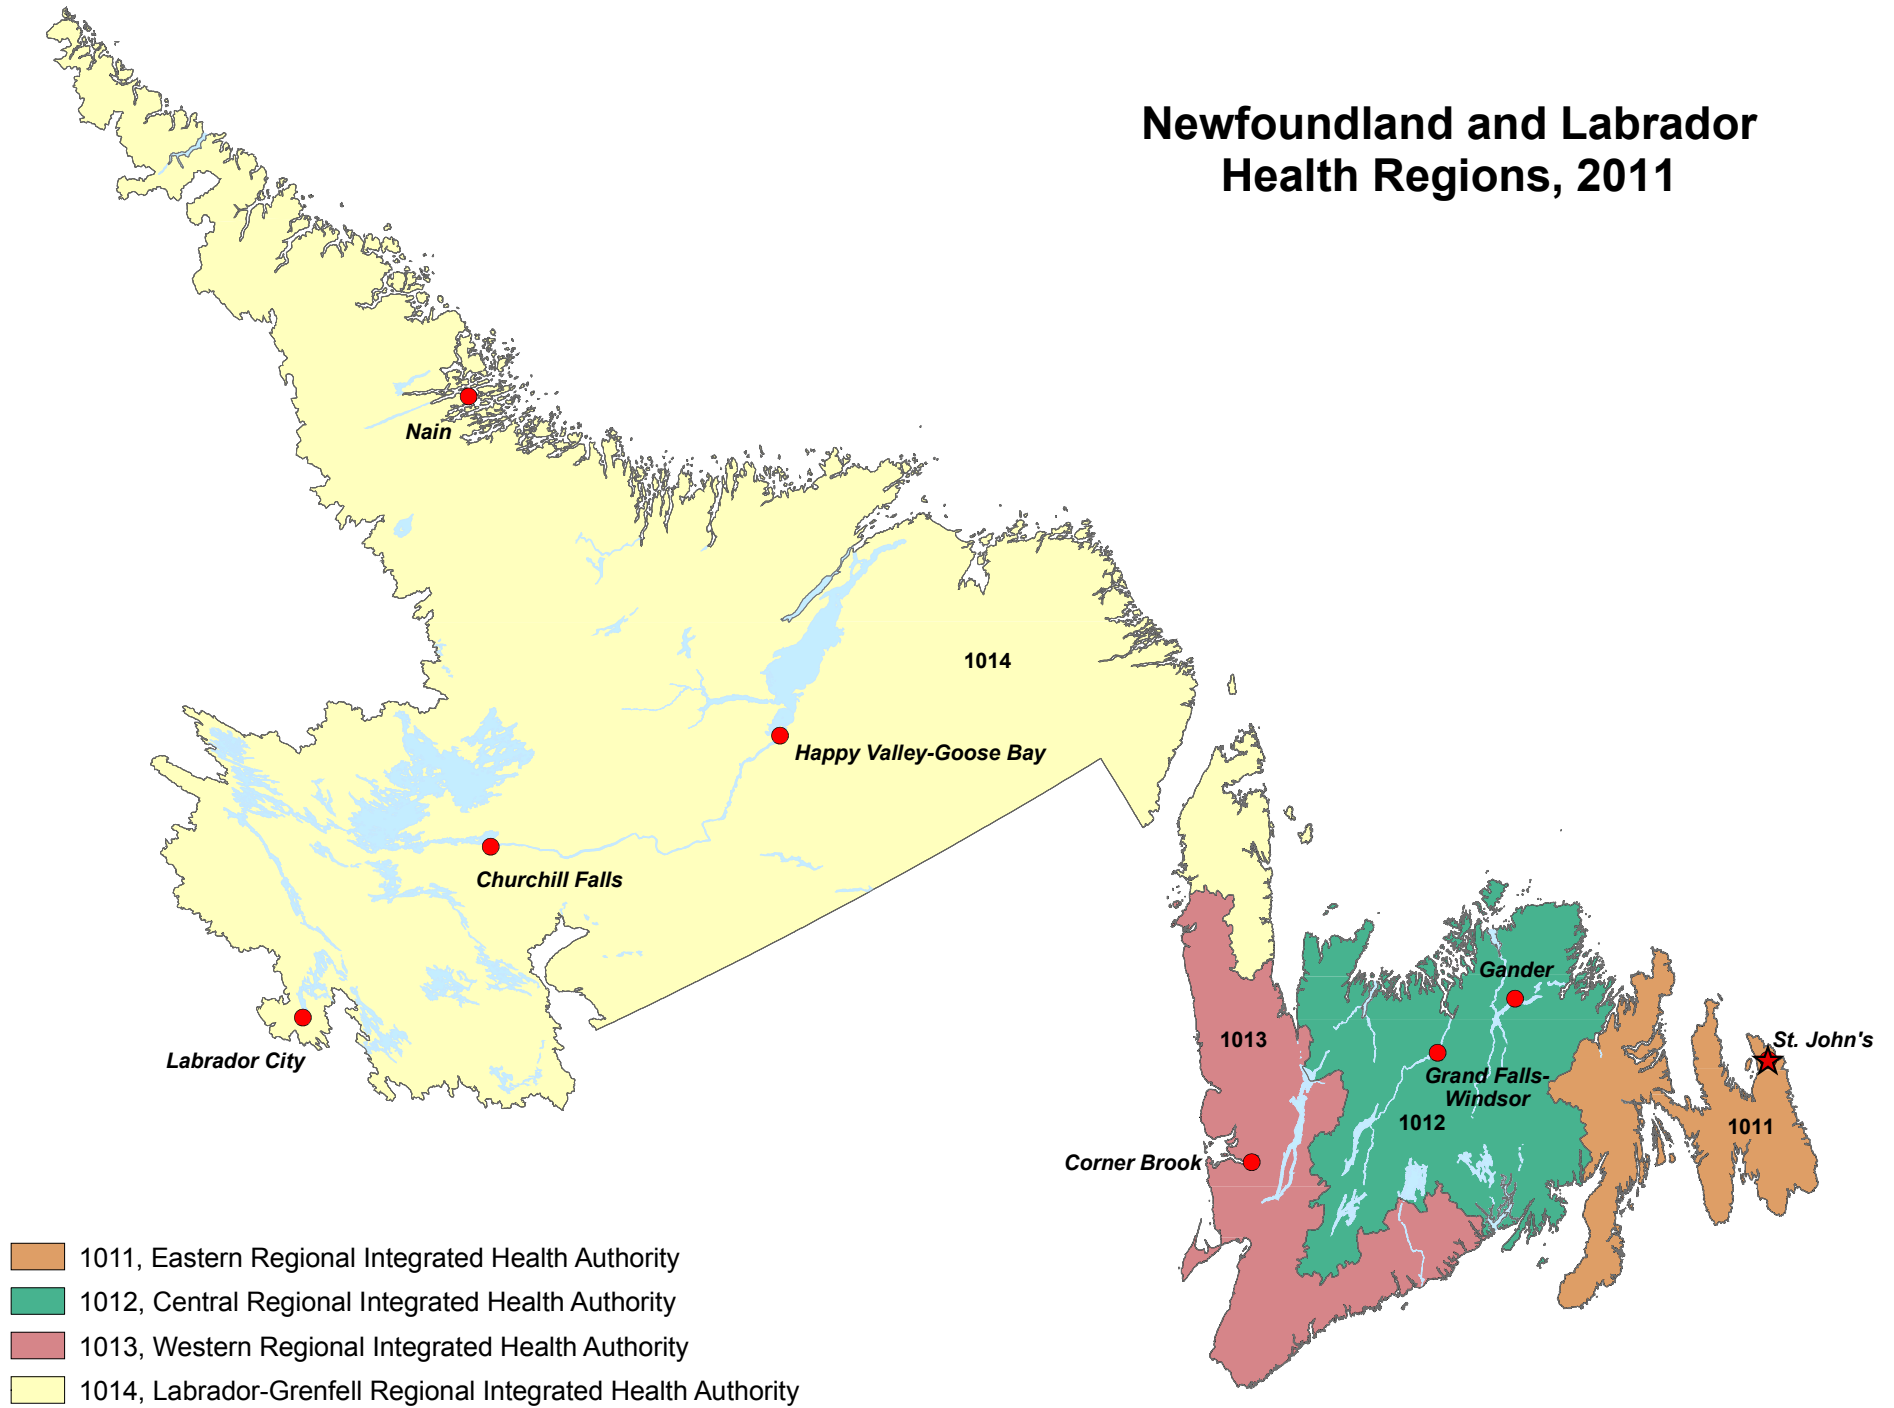 Newfoundland and Labrador
Health Regions, 2011
Nain
1014
Happy Valley-Goose Bay
Churchill Falls
Labrador City
Gander
1013
St. John's
Grand Falls-
Windsor
1012
1011
Corner Brook
1011, Eastern Regional Integrated Health Authority
1012, Central Regional Integrated Health Authority
1013, Western Regional Integrated Health Authority
1014, Labrador-Grenfell Regional Integrated Health Authority